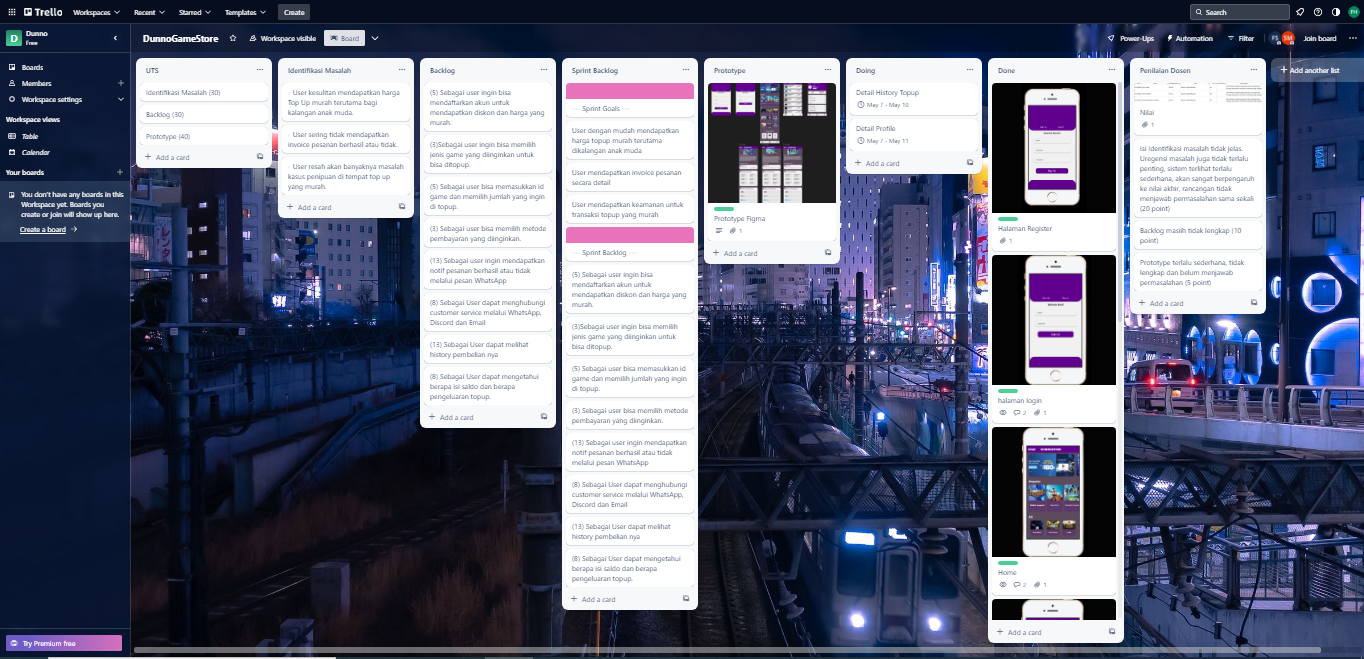 Trello
Workspaces
Recent
Starred
Templates
Create
Search
Dunno
Free
Boards
Members
Workspace settings
Workspace views
Table
Calendar
Your boards
You don't have any boards in this
Workspace yet. Boards you
create or join will show up here.
Create a board
Try Premium free
DunnoGameStore
Workspace visible
Board
Power-Ups
Automation
Filter
Join board
UTS
Identifikasi Masalah (30)
Backlog (30)
Prototype (40)
Add a card
Identifikasi Masalah
User kesulitan mendapatkan harga
Top Up murah terutama bagi
kalangan anak muda.
User sering tidak mendapatkan
invoice pesanan berhasil atau tidak.
User resah akan banyaknya masalah
kasus penipuan di tempat top up
yang murah.
Add a card
Backlog
(5) Sebagai user ingin bisa
mendaftarkan akun untuk
mendapatkan diskon dan harga yang
murah.
(3)Sebagai user ingin bisa memilih
jenis game yang diinginkan untuk
bisa ditopup.
(5) Sebagai user bisa memasukkan id
game dan memilih jumlah yang ingin
di topup.
(3) Sebagai user bisa memilih metode
pembayaran yang diinginkan.
(13) Sebagai user ingin mendapatkan
notif pesanan berhasil atau tidak
melalui pesan WhatsApp
(8) Sebagai User dapat menghubungi
customer service melalui WhatsApp,
Discord dan Email
(13) Sebagai User dapat melihat
history pembelian nya
(8) Sebagai User dapat mengetahui
berapa isi saldo dan berapa
pengeluaran topup.
Add a card
Sprint Backlog
Sprint Goals
User dengan mudah mendapatkan
harga topup murah terutama
dikalangan anak muda
User mendapatkan invoice pesanan
secara detail
User mendapatkan keamanan untuk
transaksi topup yang murah
Sprint Backlog
(5) Sebagai user ingin bisa
mendaftarkan akun untuk
mendapatkan diskon dan harga yang
murah.
(3)Sebagai user ingin bisa memilih
jenis game yang diinginkan untuk
bisa ditopup.
(5) Sebagai user bisa memasukkan id
game dan memilih jumlah yang ingin
di topup.
(3) Sebagai user bisa memilih metode
pembayaran yang diinginkan.
(13) Sebagai user ingin mendapatkan
notif pesanan berhasil atau tidak
melalui pesan WhatsApp
(8) Sebagai User dapat menghubungi
customer service melalui WhatsApp,
Discord dan Email
(13) Sebagai User dapat melihat
history pembelian nya
(8) Sebagai User dapat mengetahui
berapa isi saldo dan berapa
pengeluaran topup.
Add a card
Prototype
Prototype Figma
1
Add a card
Doing
Detail History Topup
May 7 - May 10
Detail Profile
May 7 - May 11
Add a card
Done
Halaman Register
1
halaman login
2
1
Home
2
1
Add a card
Penilaian Dosen
Nilai
1
isi Identifikasi masalah tidak jelas.
Uregensi masalah juga tidak terlalu
penting, sistem terlihat terlalu
sederhana, akan sangat berpengaruh
ke nilai akhir, rancangan tidak
menjawab permasalahan sama sekali
(20 point)
Backlog masiih tidak lengkap (10
point)
Prototype terlalu sederhana, tidak
lengkap dan belum menjawab
permasalahan (5 point)
Add a card
Add another list